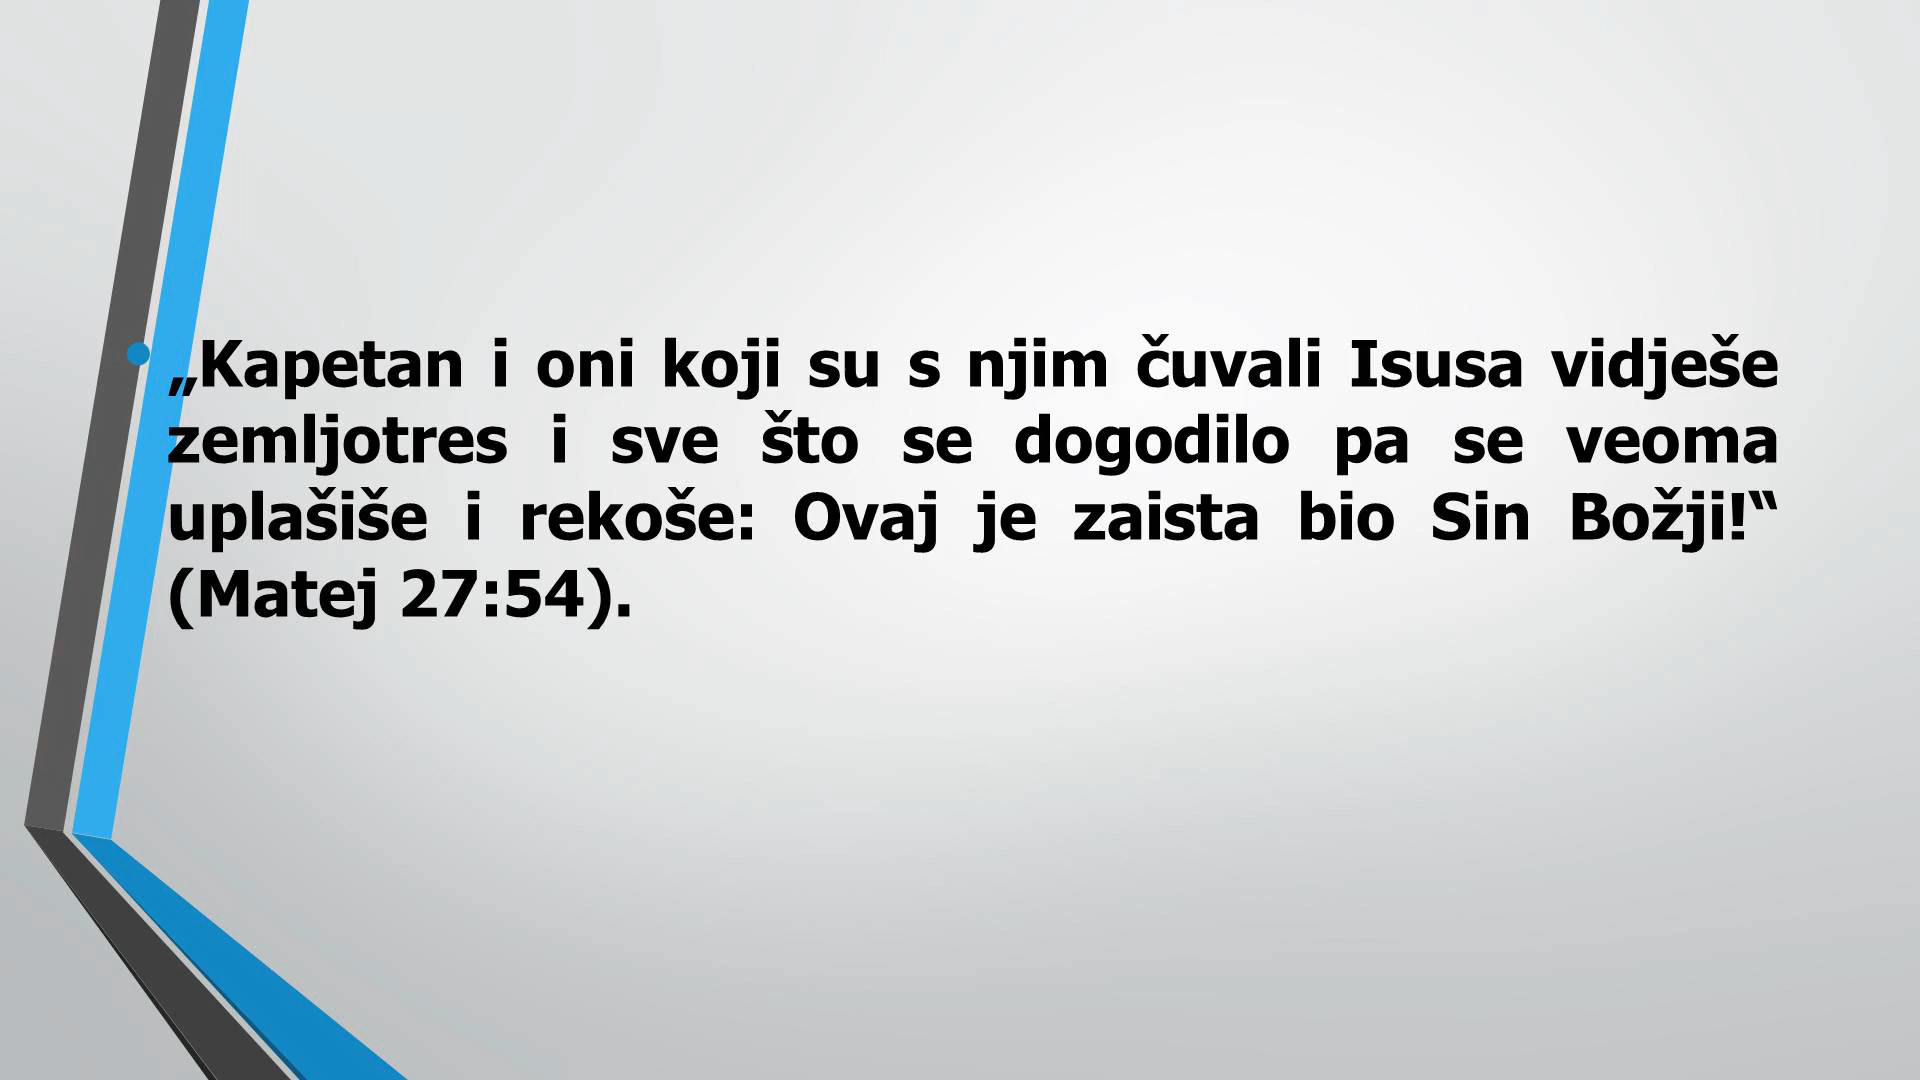 „Kapetan i oni koji su s njim čuvali Isusa vidješe
zemljotres i sve što se dogodilo pa se veoma
uplašiše i rekoše: Ovaj je zaista bio Sin Božji!“
(Matej 27:54).